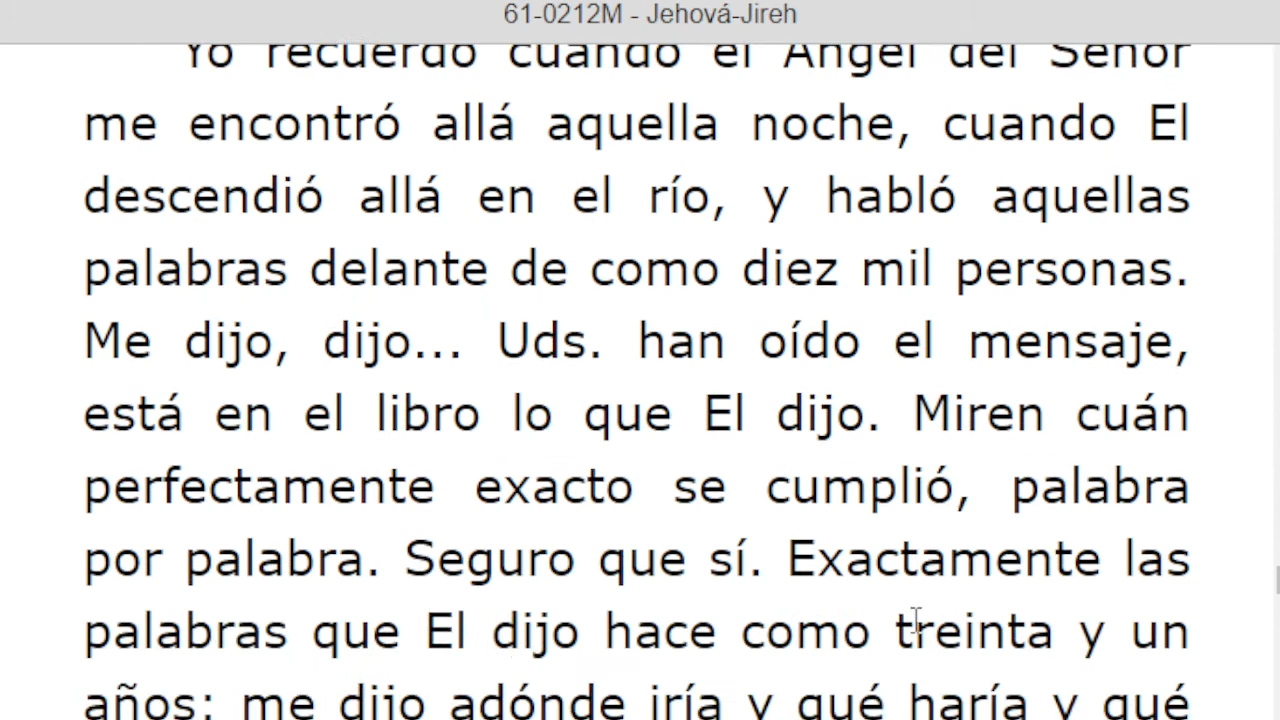 61-0212M - Jehová-Jireh
Yo recuerdo cuando el Ángel del Señor
me encontró allá aquella noche, cuando El
descendió allá en el río, y habló aquellas
palabras delante de como diez mil personas.
Me dijo, dijo... Uds. han oído el mensaje,
está en el libro lo que El dijo. Miren cuán
perfectamente exacto se cumplió, palabra
por palabra. Seguro que sí. Exactamente las
palabras que El dijo hace como treinta y un
años; me dijo adónde iría y qué haría y qué